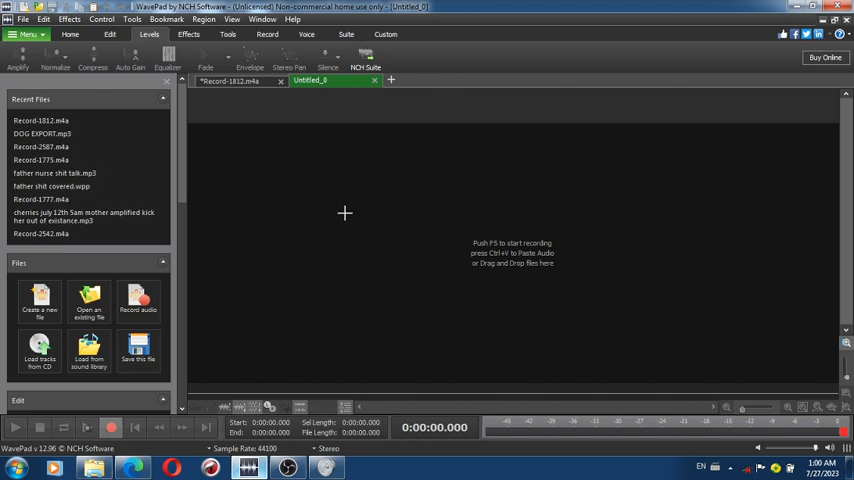 WavePad by NCH Software - (Unlicensed) Non-commercial home use only - [Untitled_0]
File Edit Effects Control Tools Bookmark Region View Window Help
Menu Home Edit Levels Effects Tools Record Voice Suite Custom
Amplify Normalize Compress Auto Gain Equalizer Fade Envelope Stereo Pan Silence NCH Suite Buy Online
*Record-1812.m4a Untitled_0
Recent Files
Record-1812.m4a
DOG EXPORT.mp3
Record-2587.m4a
Record-1775.m4a
father nurse shit talk.mp3
father shit covered.wpp
Record-1777.m4a
cherries july 12th 5am mother amplified kick
her out of existance.mp3
Record-2542.m4a
Push F5 to start recording
press Ctrl+V to Paste Audio
or Drag and Drop files here
Files
Create a new
file
Open an
existing file
Record audio
Load tracks
from CD
Load from
sound library
Save this file
Edit
Start: 0:00:00.000 Sel Length: 0:00:00.000
End: 0:00:00.000 File Length: 0:00:00.000
0:00:00.000
-45 -42 -39 -36 -33 -30 -27 -24 -21 -18 -15 -12 -9 -6 -3 0
WavePad v 12.96 © NCH Software Sample Rate: 44100 Stereo
EN
1:00 AM
7/27/2023